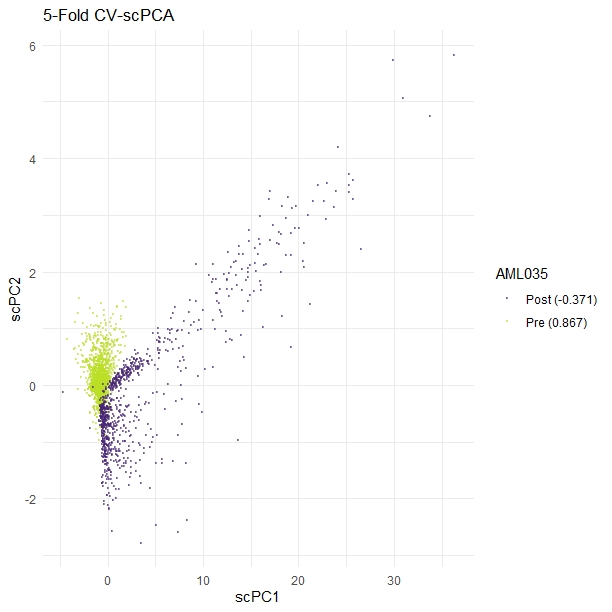 5-Fold CV-scPCA
6
4
2
0
-2
scPC2
0 10 20 30
scPC1
AML035
Post (-0.371)
Pre (0.867)